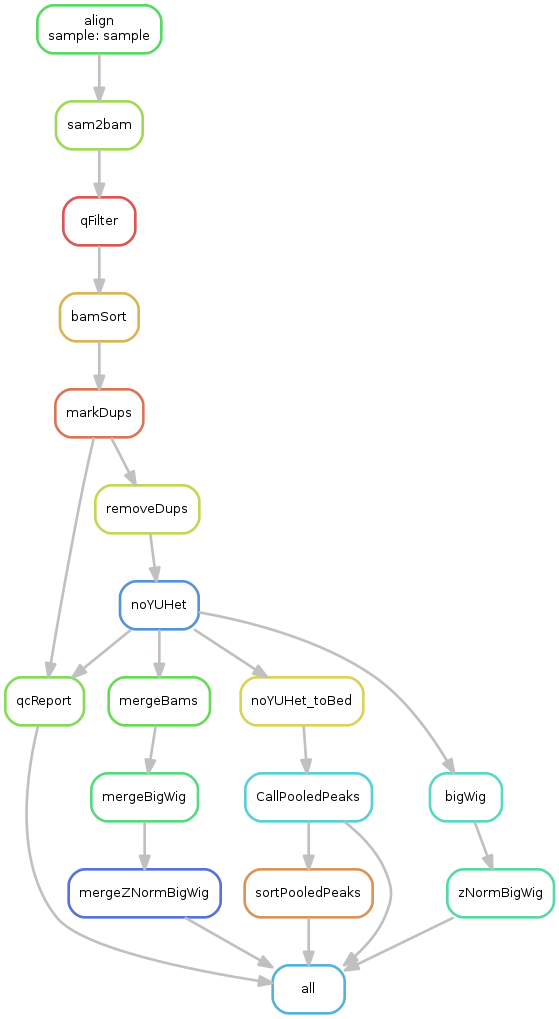 align
sample: sample
sam2bam
qFilter
bamSort
markDups
removeDups
noYUHet
qcReport
mergeBams
noYUHet_toBed
mergeBigWig
CallPooledPeaks
bigWig
mergeZNormBigWig
sortPooledPeaks
zNormBigWig
all